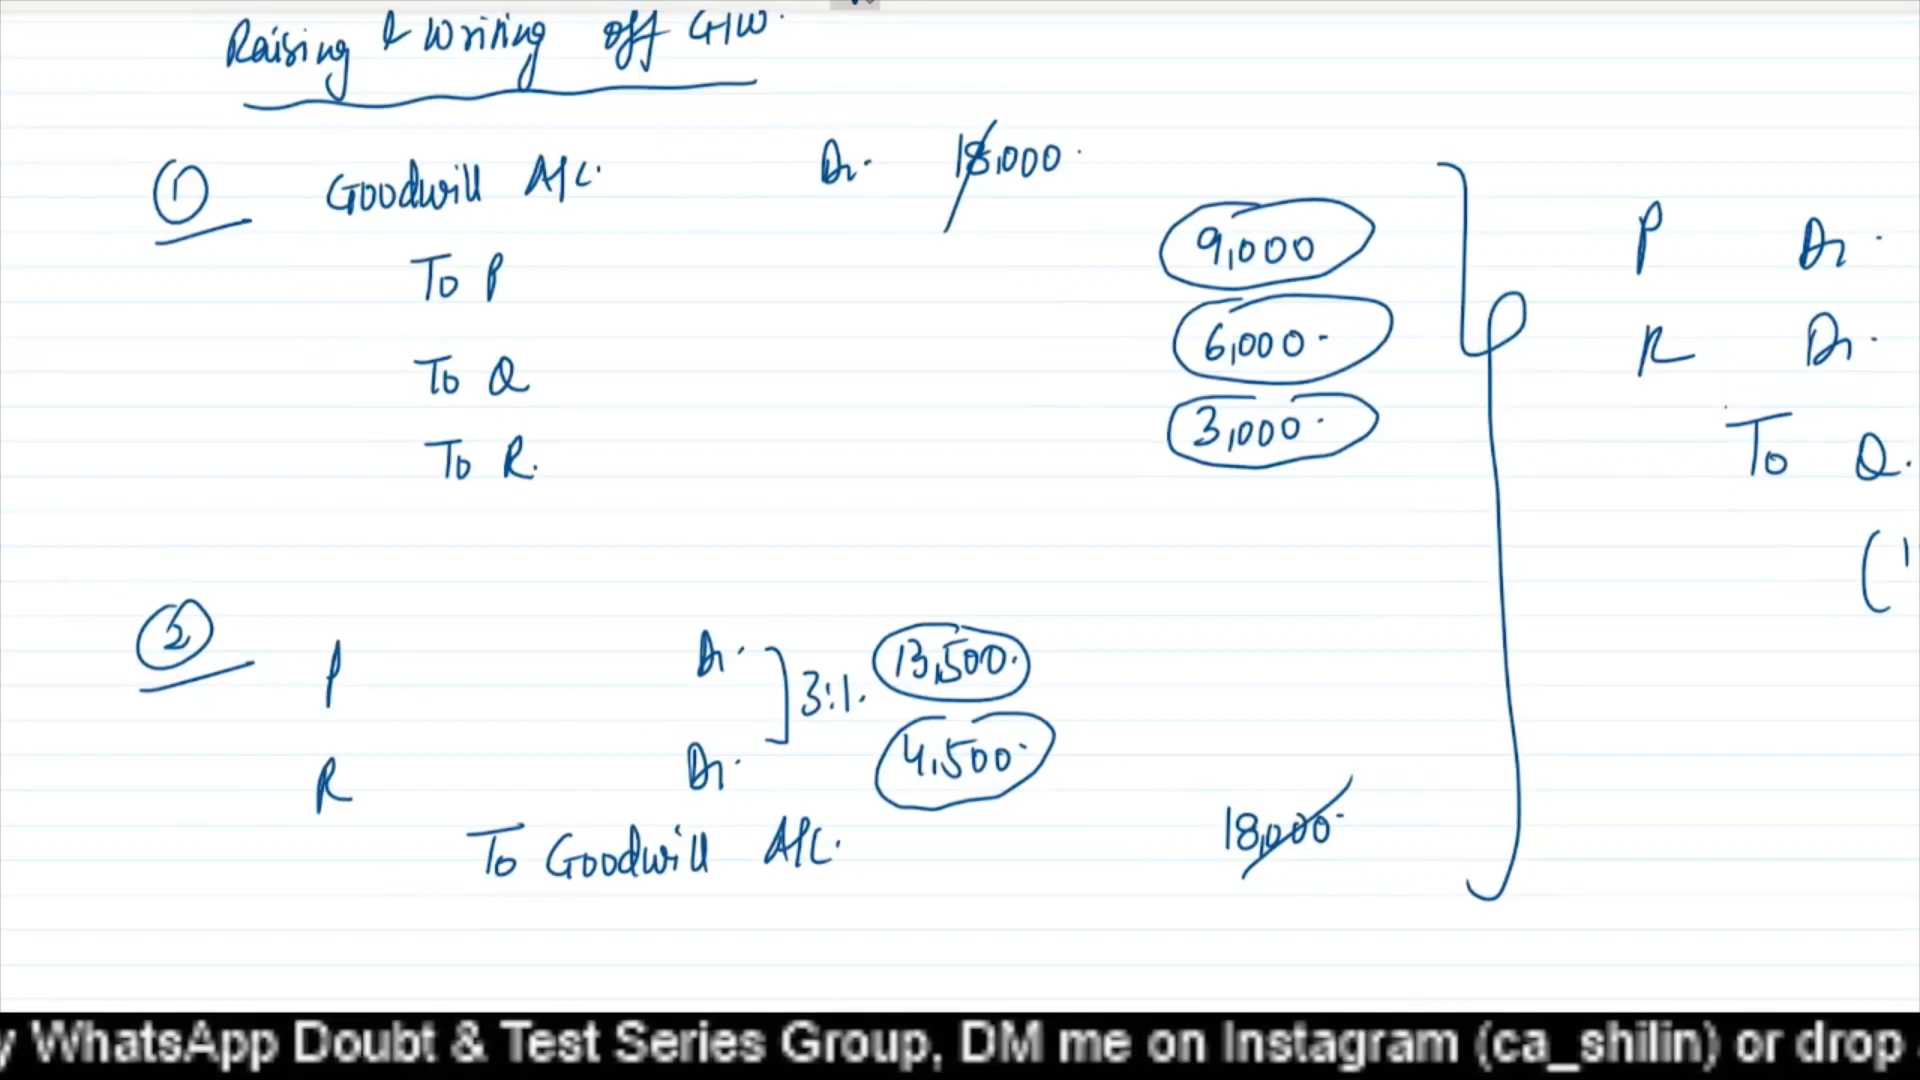 Raising & Writing off G/W.
① Goodwill A/c. Dr. 18,000.
To P 9,000
To Q 6,000.
To R. 3,000.
② P Dr. 13,500.
3:1.
R Dr. 4,500.
To Goodwill A/c. 18,000.
P Dr.
R Dr.
To Q.
WhatsApp Doubt & Test Series Group, DM me on Instagram (ca_shilin) or drop